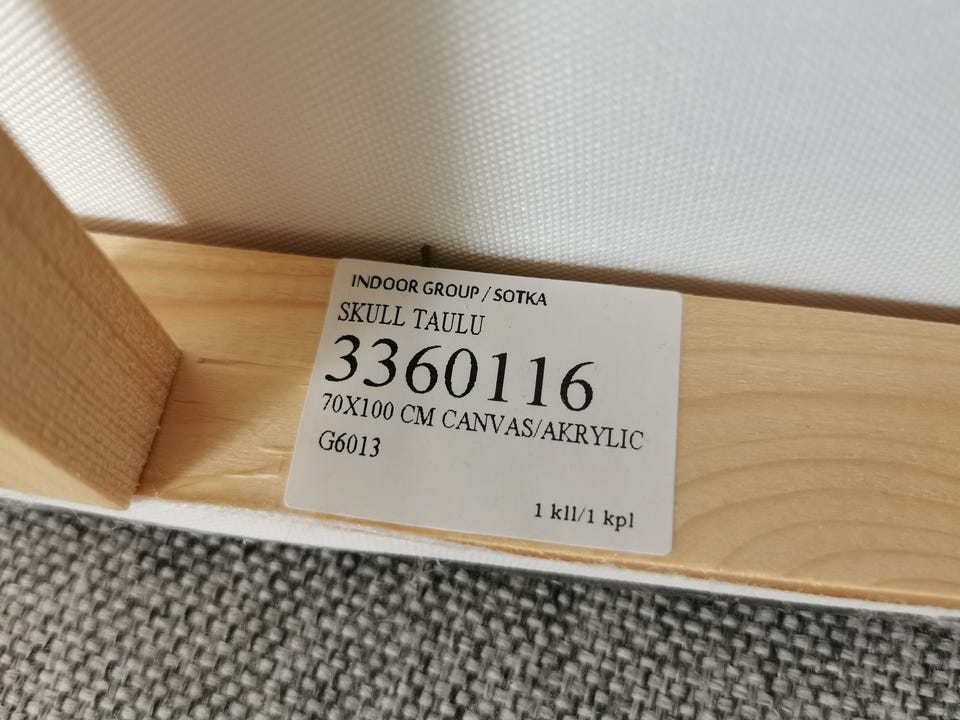 INDOOR GROUP / SOTKA
SKULL TAULU
3360116
70X100 CM CANVAS/AKRYLIC
G6013
1 kll/1 kpl